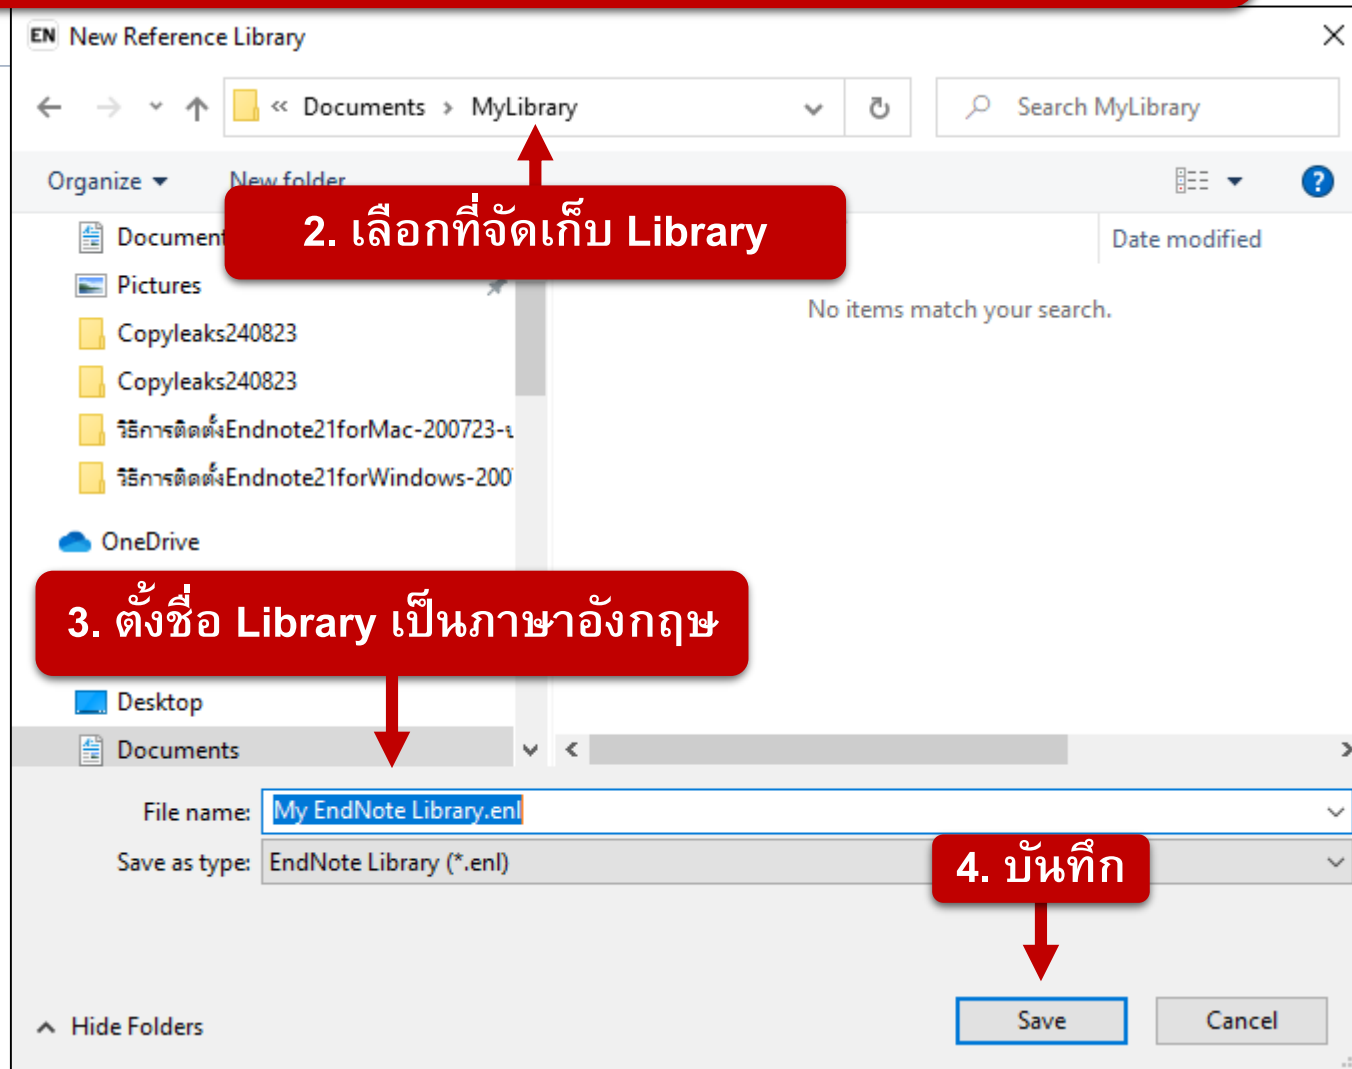 EN New Reference Library
« Documents › MyLibrary
Search MyLibrary
Organize
New folder
2. เลือกที่จัดเก็บ Library
Date modified
Pictures
No items match your search.
Copyleaks240823
Copyleaks240823
วิธีการติดตั้งEndnote21forMac-200723-
วิธีการติดตั้งEndnote21forWindows-200
OneDrive
3. ตั้งชื่อ Library เป็นภาษาอังกฤษ
Desktop
Documents
File name: My EndNote Library.enl
Save as type: EndNote Library (*.enl)
4. บันทึก
Hide Folders
Save
Cancel